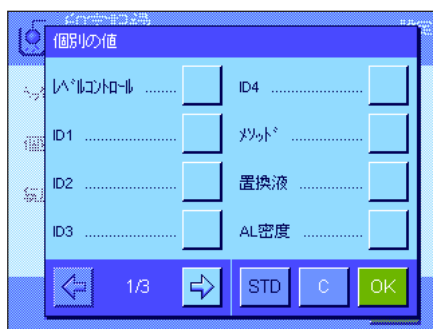 個別の値
ﾚﾍﾞﾙｺﾝﾄﾛｰﾙ ......
ID1 ..................
ID2 ..................
ID3 ..................
ID4 ....................
ﾒｿｯﾄﾞ ..................
置換液 .............
AL密度 ............
1/3
STD
C
OK